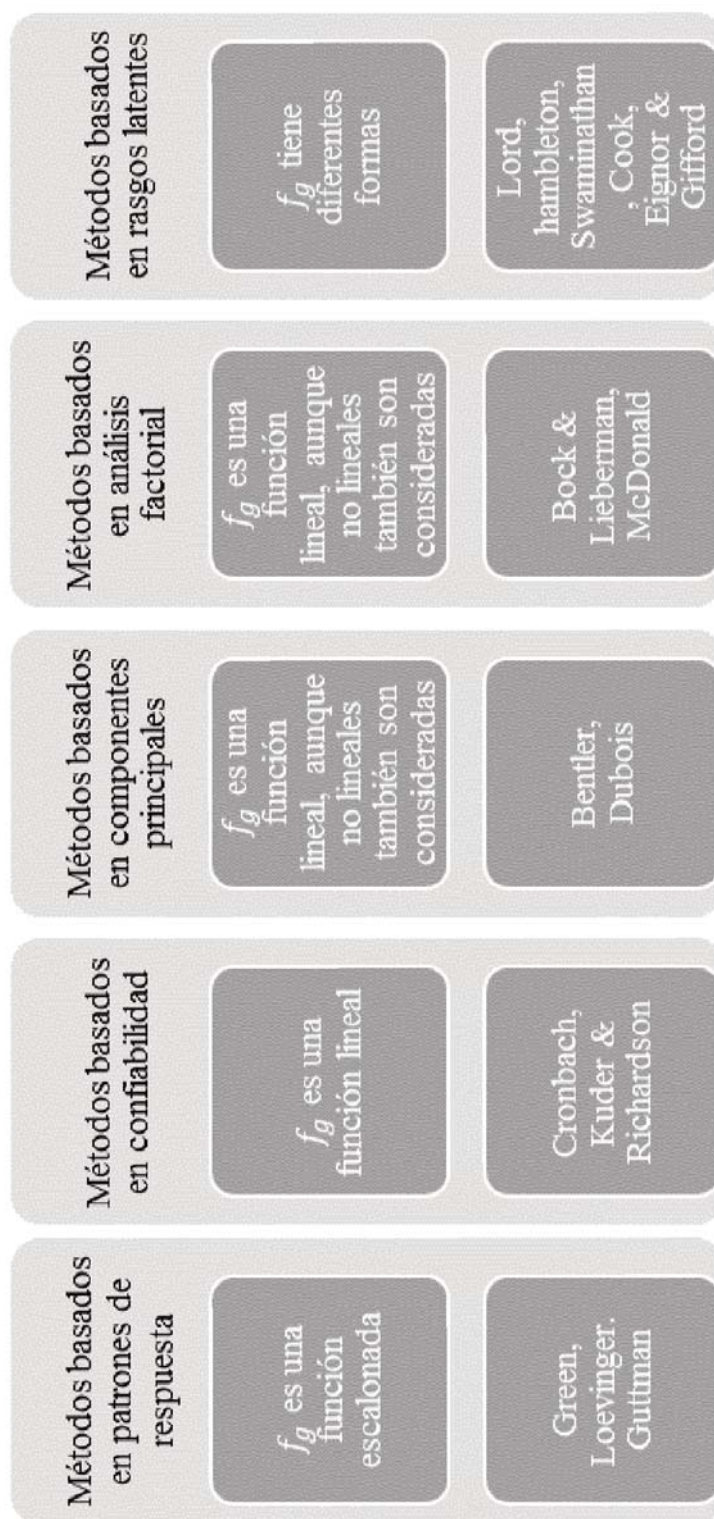 Métodos basados
en patrones de
respuesta
f_g es una
función
escalonada
Green,
Loevinger.
Guttman
Métodos basados
en confiabilidad
f_g es una
función lineal
Cronbach,
Kuder &
Richardson
Métodos basados
en componentes
principales
f_g es una
función
lineal, aunque
no lineales
también son
consideradas
Bentler,
Dubois
Métodos basados
en análisis
factorial
f_g es una
función
lineal, aunque
no lineales
también son
consideradas
Bock &
Lieberman,
McDonald
Métodos basados
en rasgos latentes
f_g tiene
diferentes
formas
Lord,
hambleton,
Swaminathan
, Cook,
Eignor &
Gifford